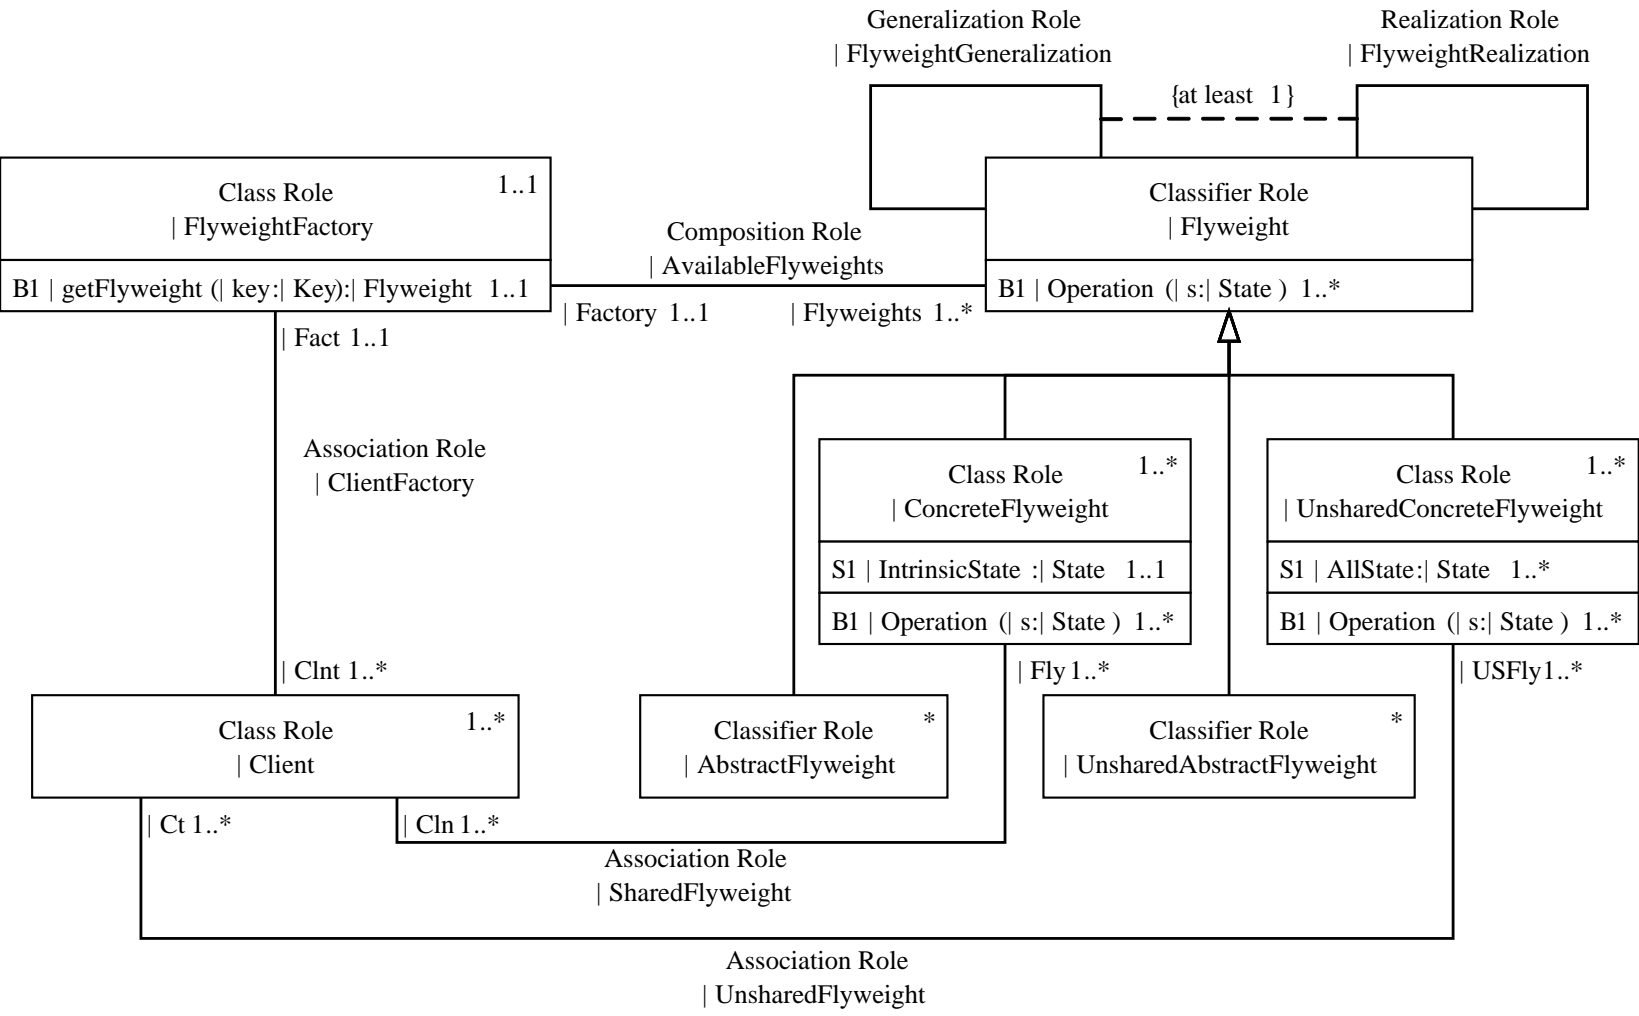 Generalization Role
| FlyweightGeneralization
Realization Role
| FlyweightRealization
{at least 1}
Class Role 1..1
| FlyweightFactory
B1 | getFlyweight (| key:| Key):| Flyweight 1..1
Composition Role
| AvailableFlyweights
| Factory 1..1
| Flyweights 1..*
Classifier Role
| Flyweight
B1 | Operation (| s:| State ) 1..*
| Fact 1..1
Association Role
| ClientFactory
| Clnt 1..*
Class Role 1..*
| ConcreteFlyweight
S1 | IntrinsicState :| State 1..1
B1 | Operation (| s:| State ) 1..*
| Fly 1..*
Class Role 1..*
| UnsharedConcreteFlyweight
S1 | AllState:| State 1..*
B1 | Operation (| s:| State ) 1..*
| USFly1..*
Class Role 1..*
| Client
Classifier Role *
| AbstractFlyweight
Classifier Role *
| UnsharedAbstractFlyweight
| Ct 1..*
| Cln 1..*
Association Role
| SharedFlyweight
Association Role
| UnsharedFlyweight